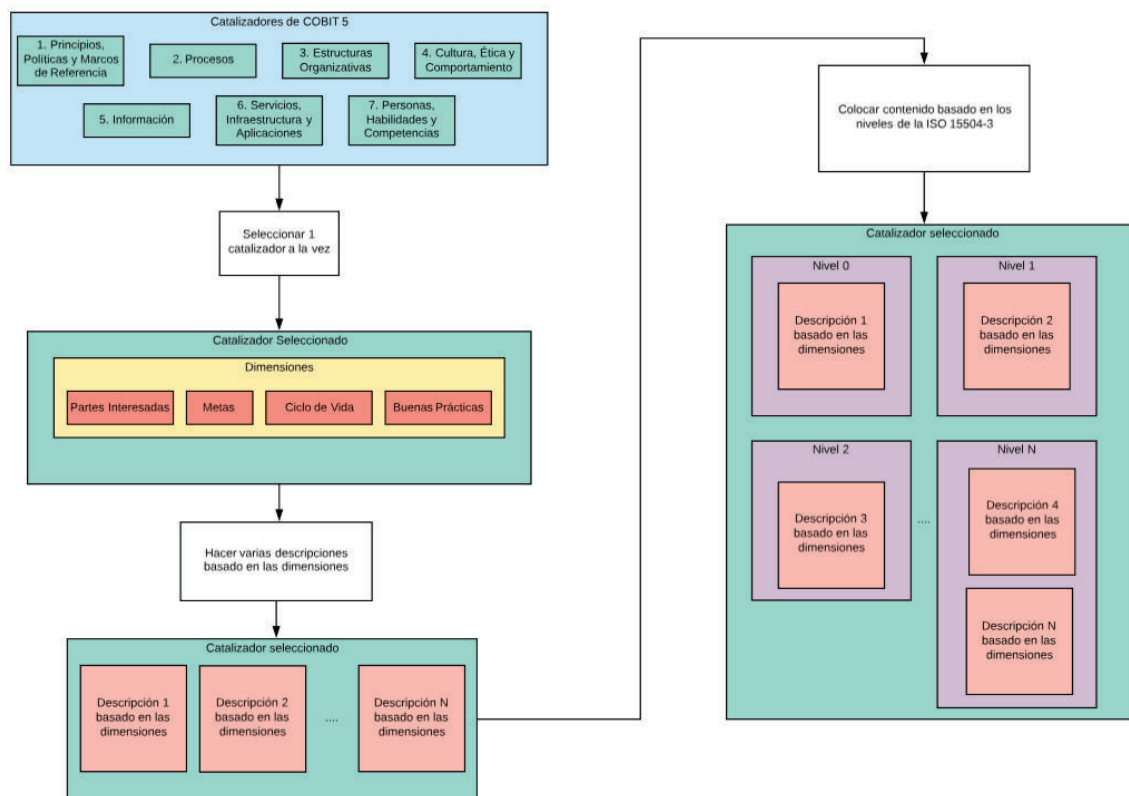 Catalizadores de COBIT 5
1. Principios,
Políticas y Marcos
de Referencia
2. Procesos
3. Estructuras
Organizativas
4. Cultura, Ética y
Comportamiento
5. Información
6. Servicios,
Infraestructura y
Aplicaciones
7. Personas,
Habilidades y
Competencias
Seleccionar 1
catalizador a la vez
Catalizador Seleccionado
Dimensiones
Partes Interesadas
Metas
Ciclo de Vida
Buenas Prácticas
Hacer varias descripciones
basado en las dimensiones
Catalizador seleccionado
Descripción 1
basado en las
dimensiones
Descripción 2
basado en las
dimensiones
....
Descripción N
basado en las
dimensiones
Colocar contenido basado en los
niveles de la ISO 15504-3
Catalizador seleccionado
Nivel 0
Descripción 1
basado en las
dimensiones
Nivel 1
Descripción 2
basado en las
dimensiones
Nivel 2
Descripción 3
basado en las
dimensiones
....
Nivel N
Descripción 4
basado en las
dimensiones
Descripción N
basado en las
dimensiones